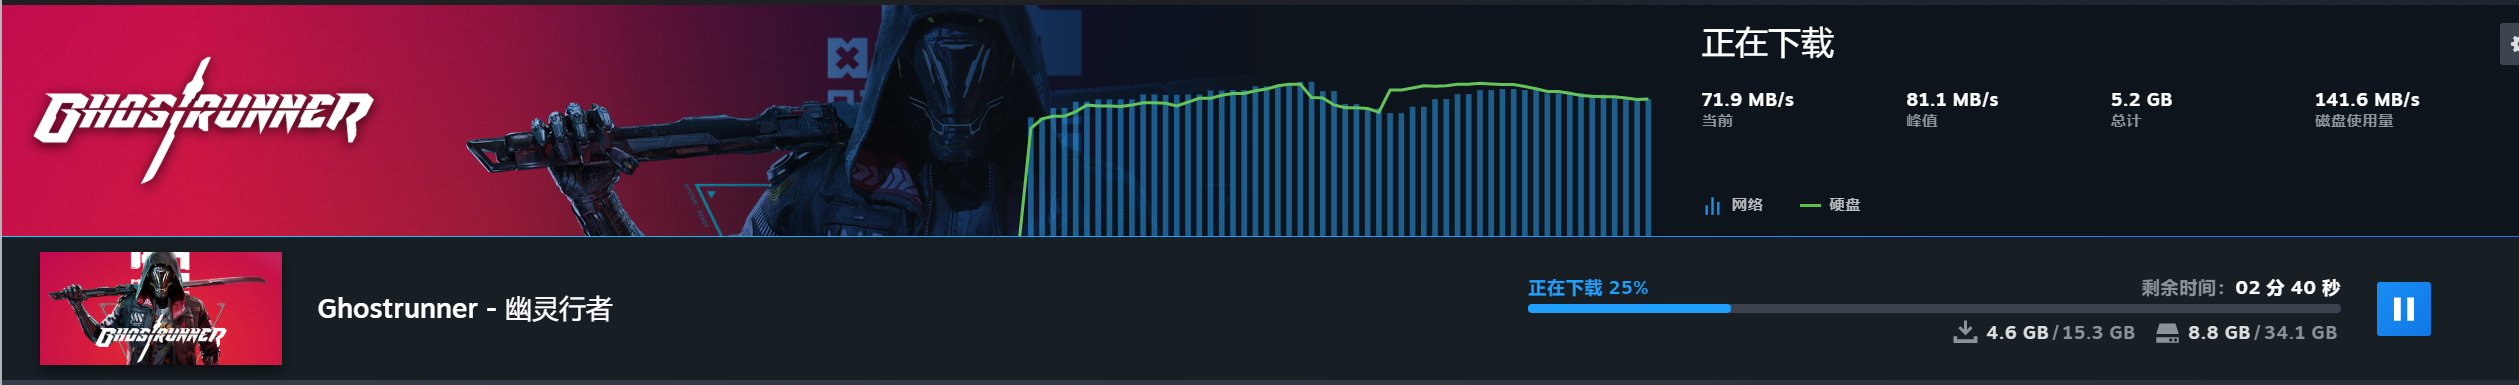 GHOSTRUNNER
正在下载
71.9 MB/s 81.1 MB/s 5.2 GB 141.6 MB/s
当前 峰值 总计 磁盘使用量
网络 硬盘
GHOSTRUNNER
Ghostrunner - 幽灵行者
正在下载 25% 剩余时间： 02 分 40 秒
4.6 GB / 15.3 GB 8.8 GB / 34.1 GB